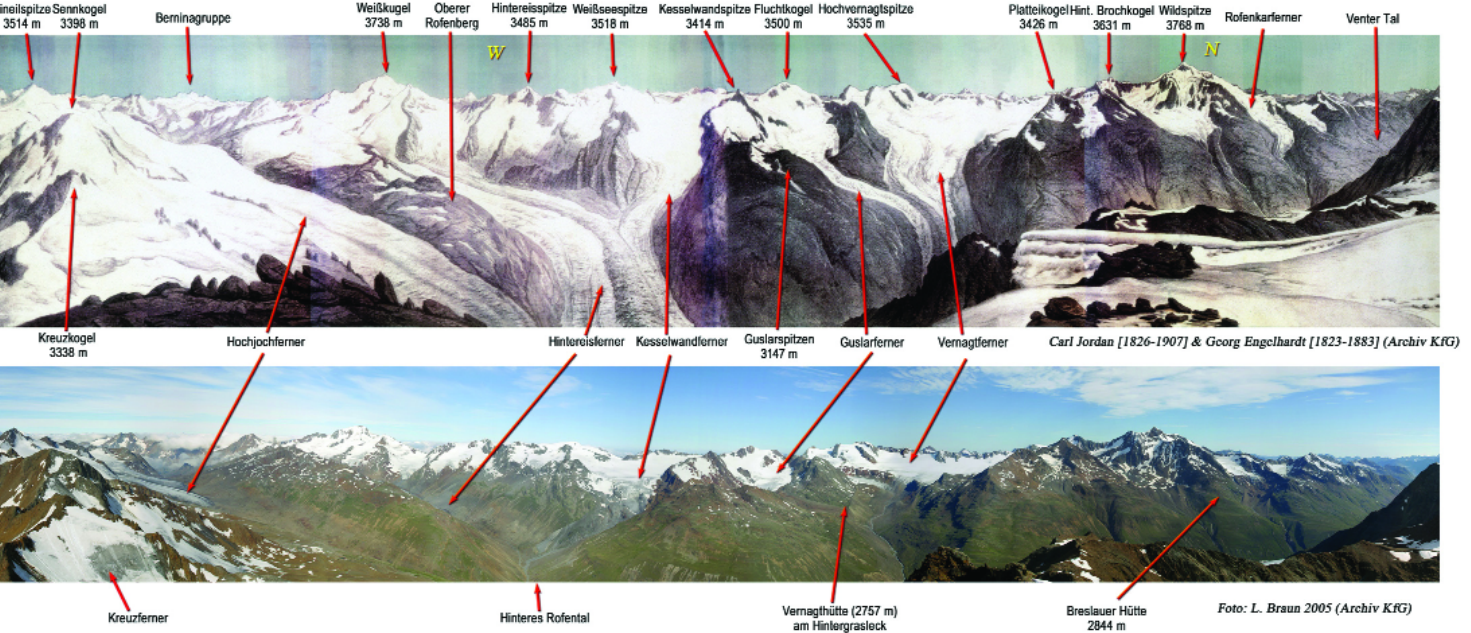 Sennkogel
3514 m
3398 m
Berninagruppe
Weißkugel
3738 m
Oberer
Rofenberg
Hintereisspitze
3485 m
Weißseespitze
3518 m
Kesselwandspitze
3414 m
Fluchtkogel
3500 m
Hochvernagtspitze
3535 m
Platteikogel
3426 m
Hint. Brochkogel
3631 m
Wildspitze
3768 m
Rofenkarferner
Venter Tal
W
N
Kreuzkogel
3338 m
Hochjochferner
Hintereisferner
Kesselwandferner
Guslarspitzen
3147 m
Guslarferner
Vernagtferner
Carl Jordan [1826-1907] & Georg Engelhardt [1823-1883] (Archiv KfG)
Kreuzferner
Hinteres Rofental
Vernagthütte (2757 m)
am Hintergrasleck
Breslauer Hütte
2844 m
Foto: L. Braun 2005 (Archiv KfG)